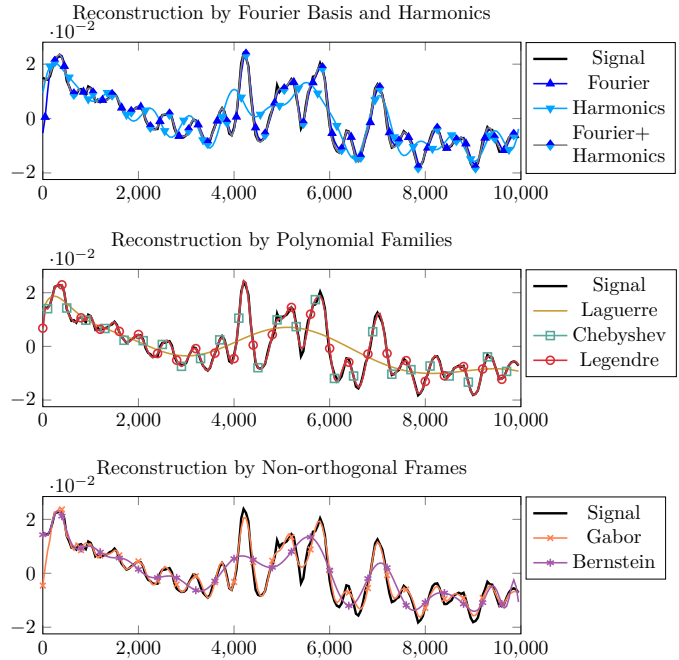 Reconstruction by Fourier Basis and Harmonics
·10⁻²
2
0
−2
0 2,000 4,000 6,000 8,000 10,000
Signal
Fourier
Harmonics
Fourier+
Harmonics
Reconstruction by Polynomial Families
·10⁻²
2
0
−2
0 2,000 4,000 6,000 8,000 10,000
Signal
Laguerre
Chebyshev
Legendre
Reconstruction by Non-orthogonal Frames
·10⁻²
2
0
−2
0 2,000 4,000 6,000 8,000 10,000
Signal
Gabor
Bernstein